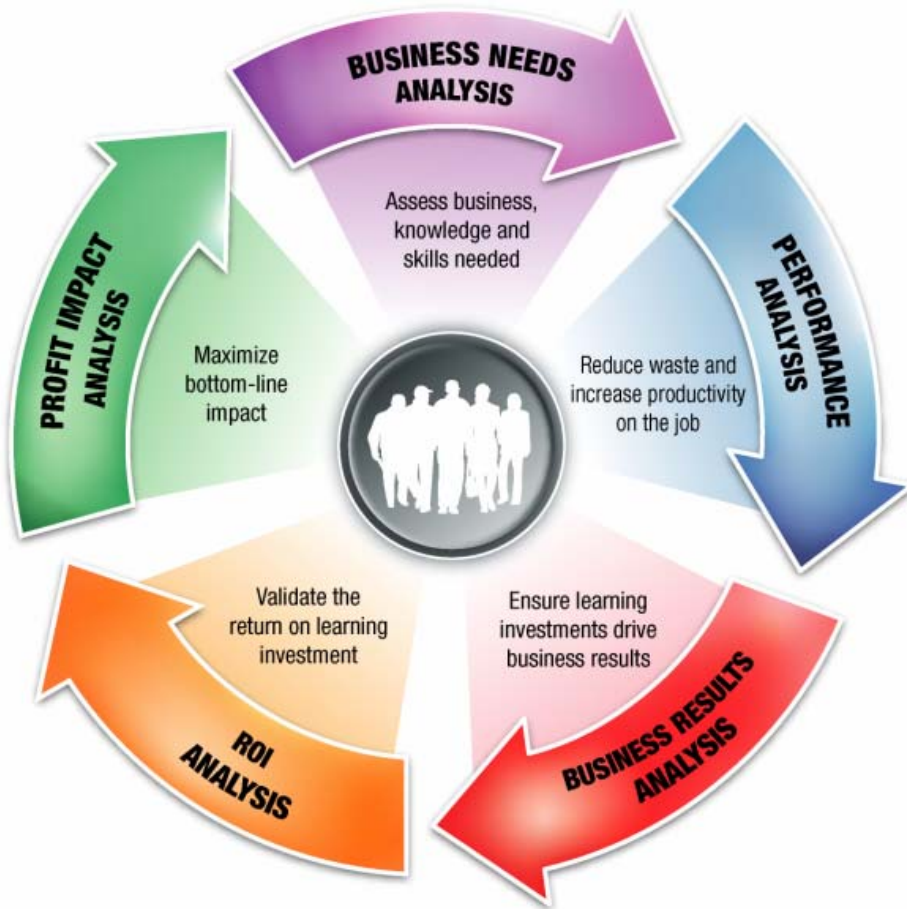 BUSINESS NEEDS
ANALYSIS
Assess business,
knowledge and
skills needed
PERFORMANCE
ANALYSIS
Reduce waste and
increase productivity
on the job
BUSINESS RESULTS
ANALYSIS
Ensure learning
investments drive
business results
ROI
ANALYSIS
Validate the
return on learning
investment
PROFIT IMPACT
ANALYSIS
Maximize
bottom-line
impact